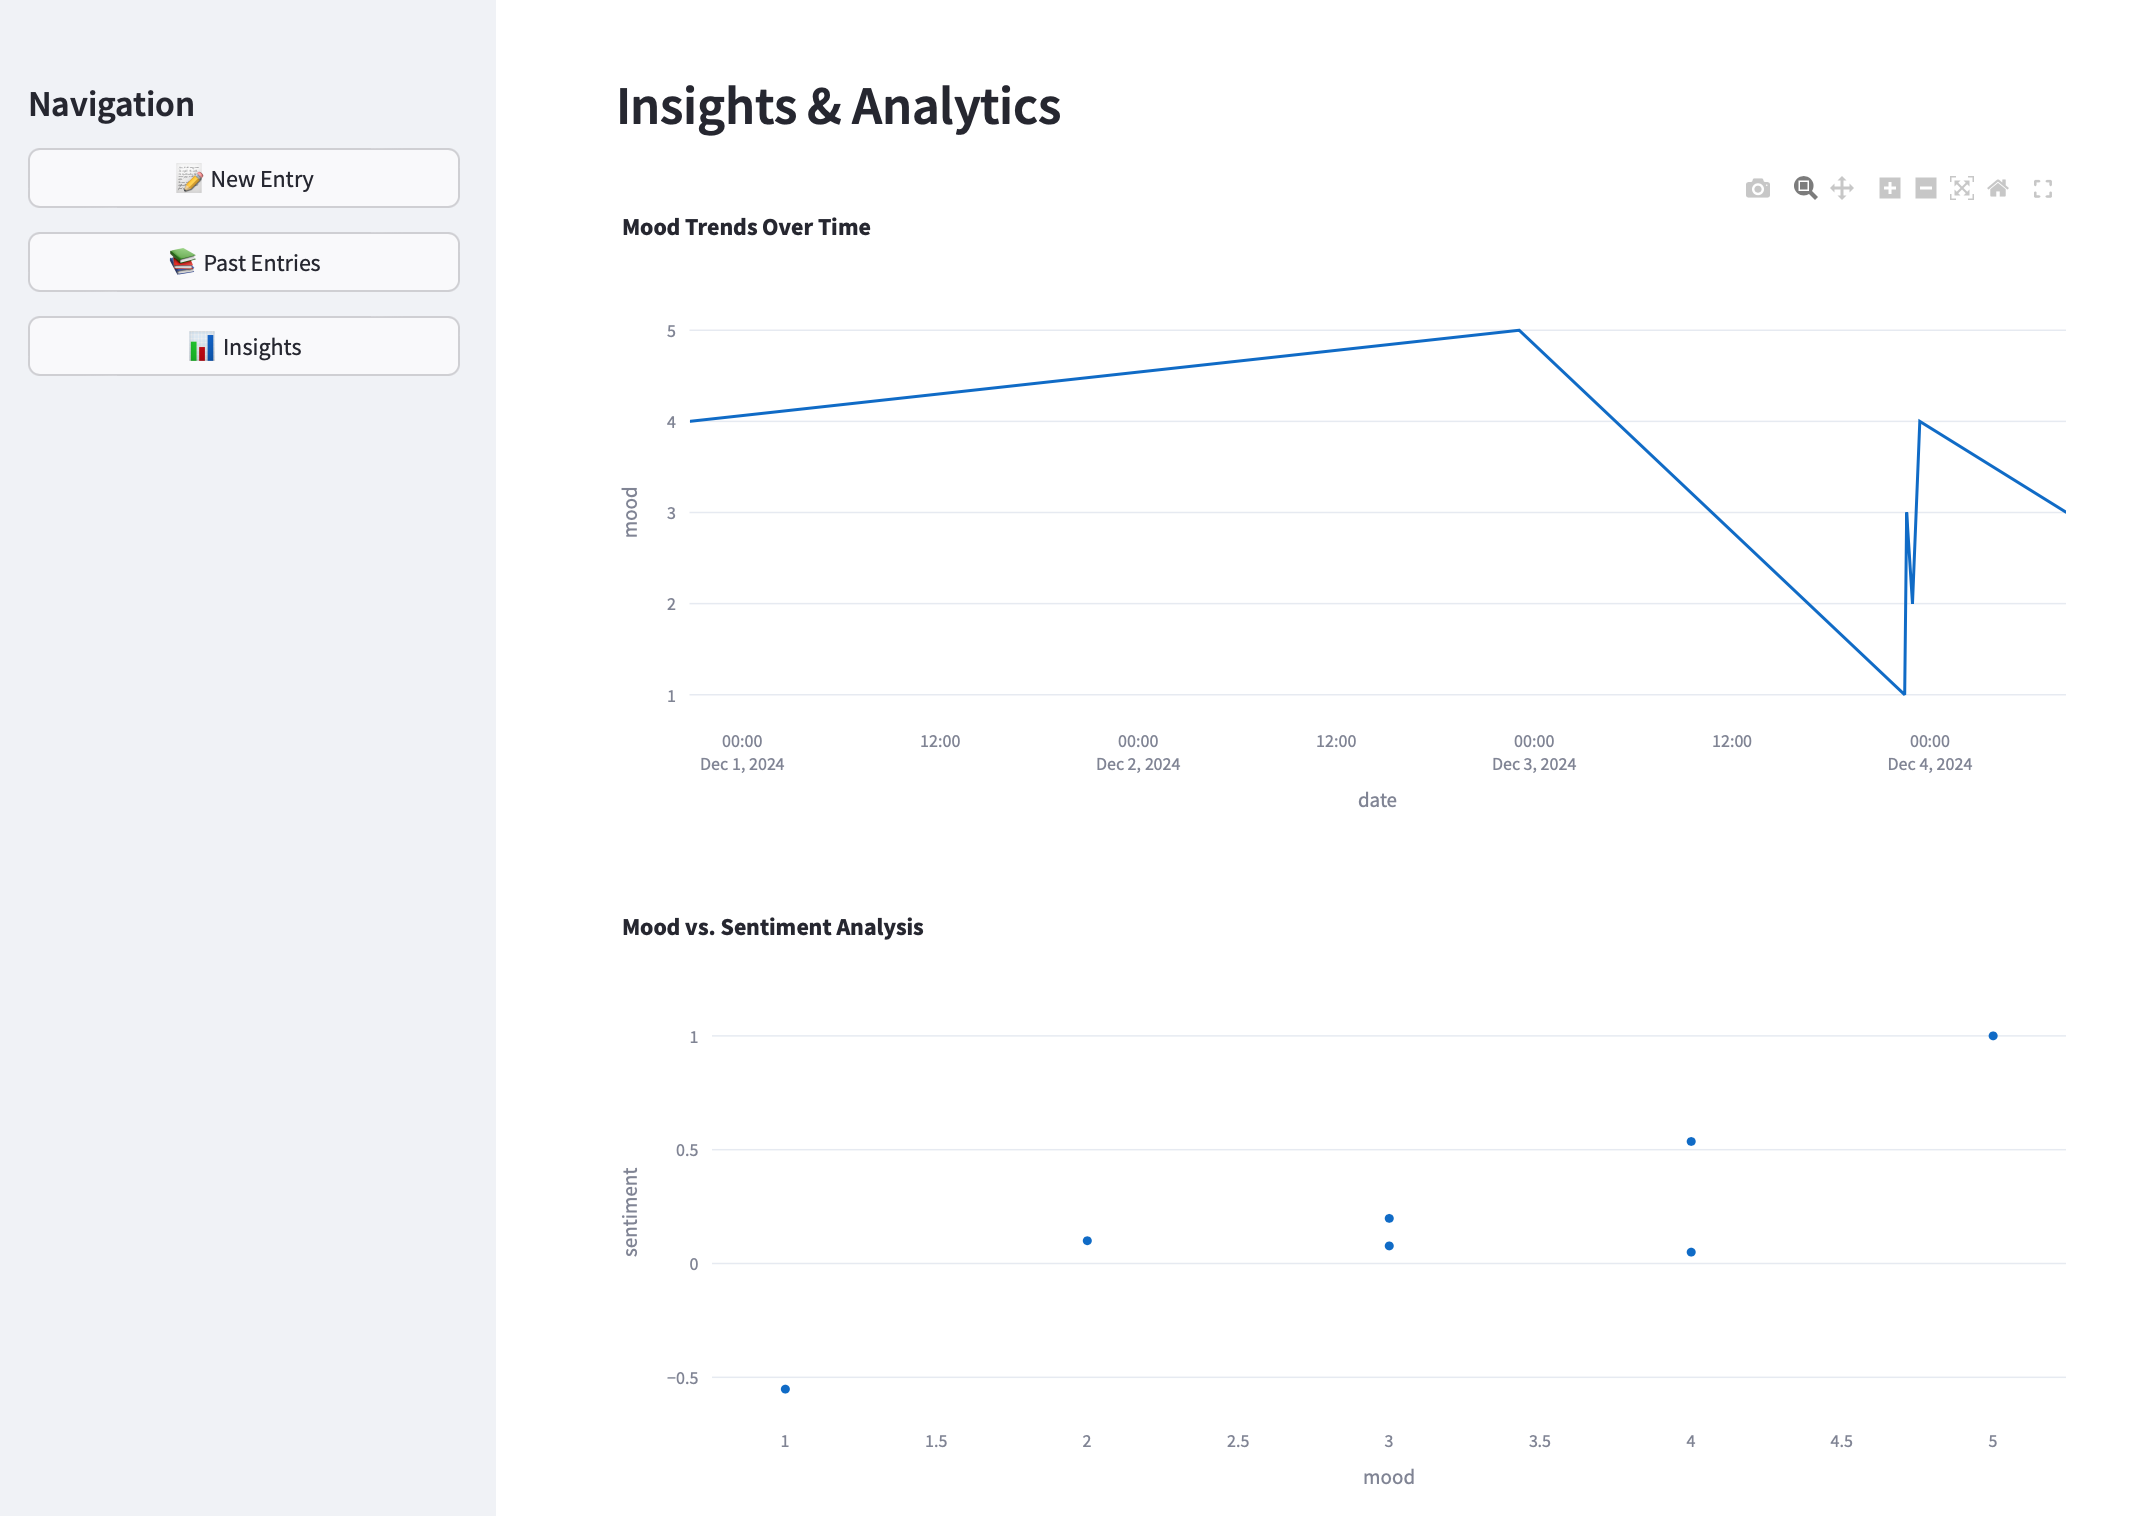 Navigation
New Entry
Past Entries
Insights
Insights & Analytics
Mood Trends Over Time
5
4
3
2
1
mood
00:00 12:00 00:00 12:00 00:00 12:00 00:00
Dec 1, 2024 Dec 2, 2024 Dec 3, 2024 Dec 4, 2024
date
Mood vs. Sentiment Analysis
1
0.5
0
−0.5
sentiment
1 1.5 2 2.5 3 3.5 4 4.5 5
mood